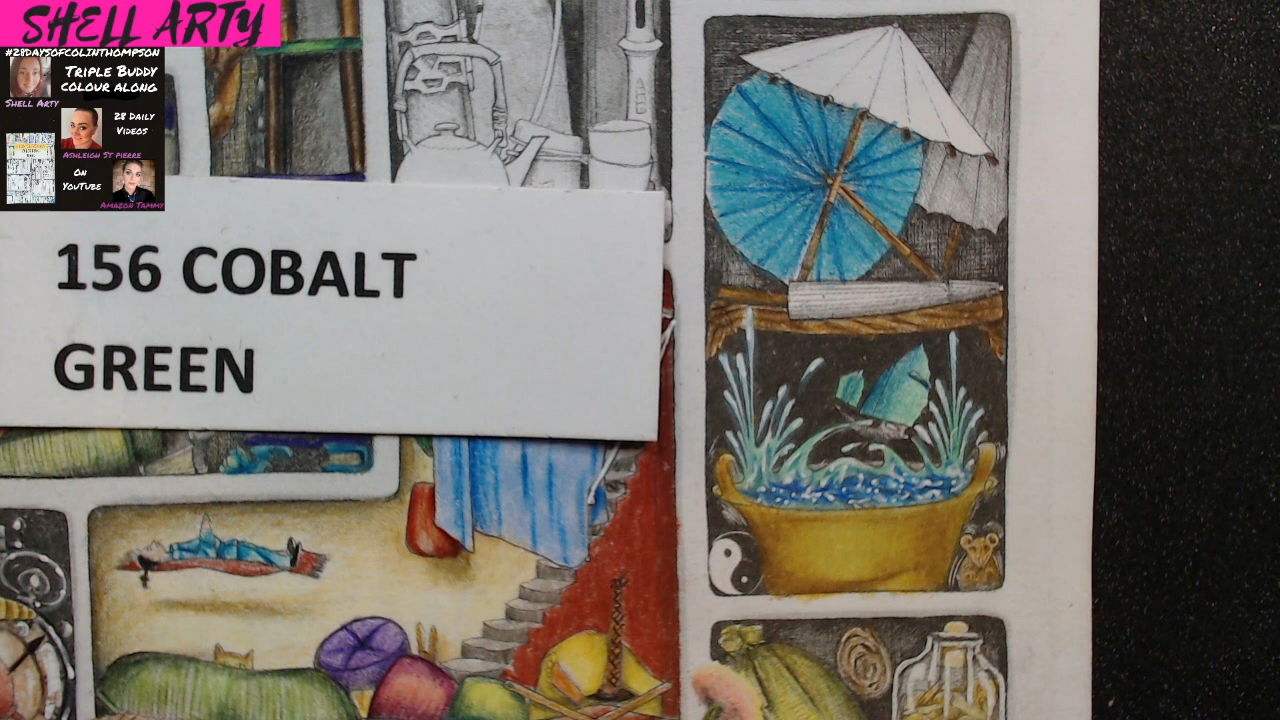 SHELL ARTY
#28DAYSOFCOLINTHOMPSON
TRIPLE BUDDY
COLOUR ALONG
SHELL ARTY
28 DAILY
VIDEOS
ASHLEIGH ST PIERRE
ON
YOUTUBE
AMAZON TAMMY
156 COBALT
GREEN